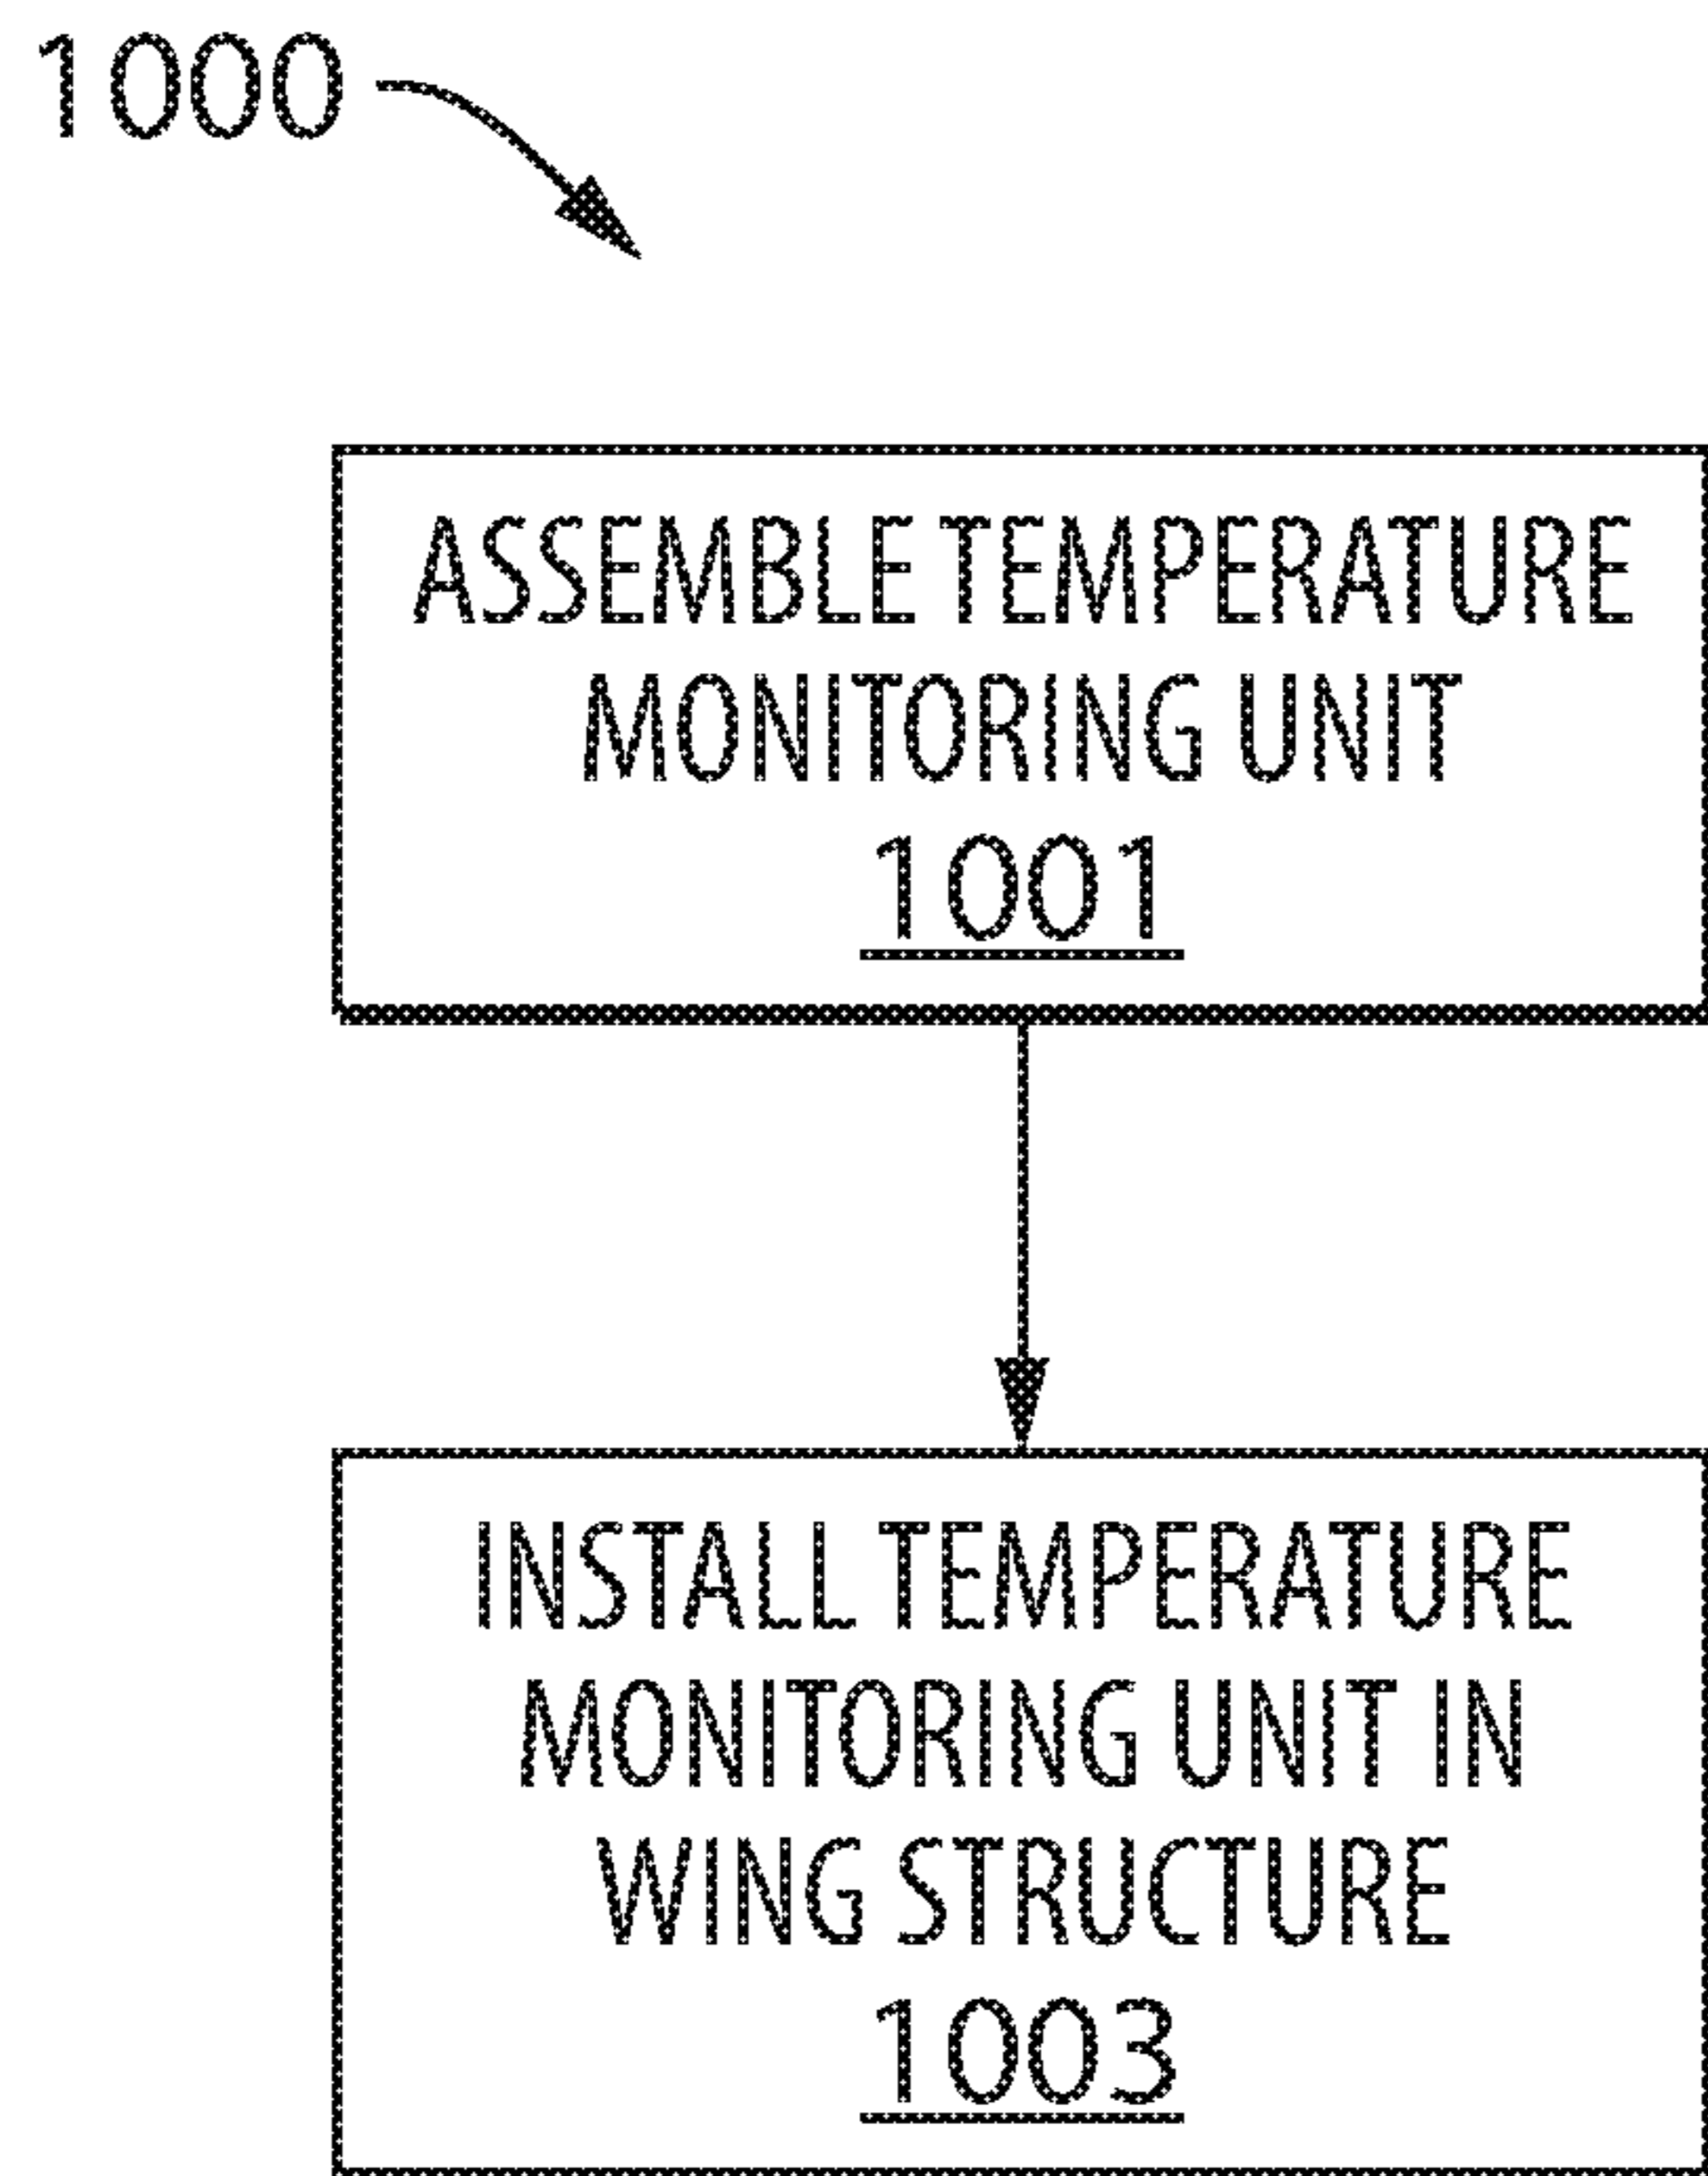 1000
ASSEMBLE TEMPERATURE
MONITORING UNIT
1001
INSTALL TEMPERATURE
MONITORING UNIT IN
WING STRUCTURE
1003